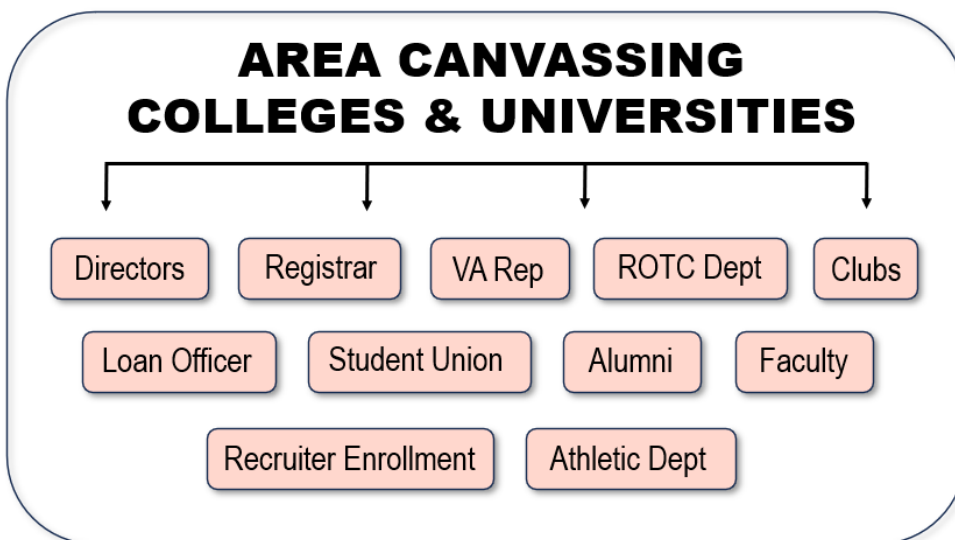 AREA CANVASSING
COLLEGES & UNIVERSITIES
Directors
Registrar
VA Rep
ROTC Dept
Clubs
Loan Officer
Student Union
Alumni
Faculty
Recruiter Enrollment
Athletic Dept